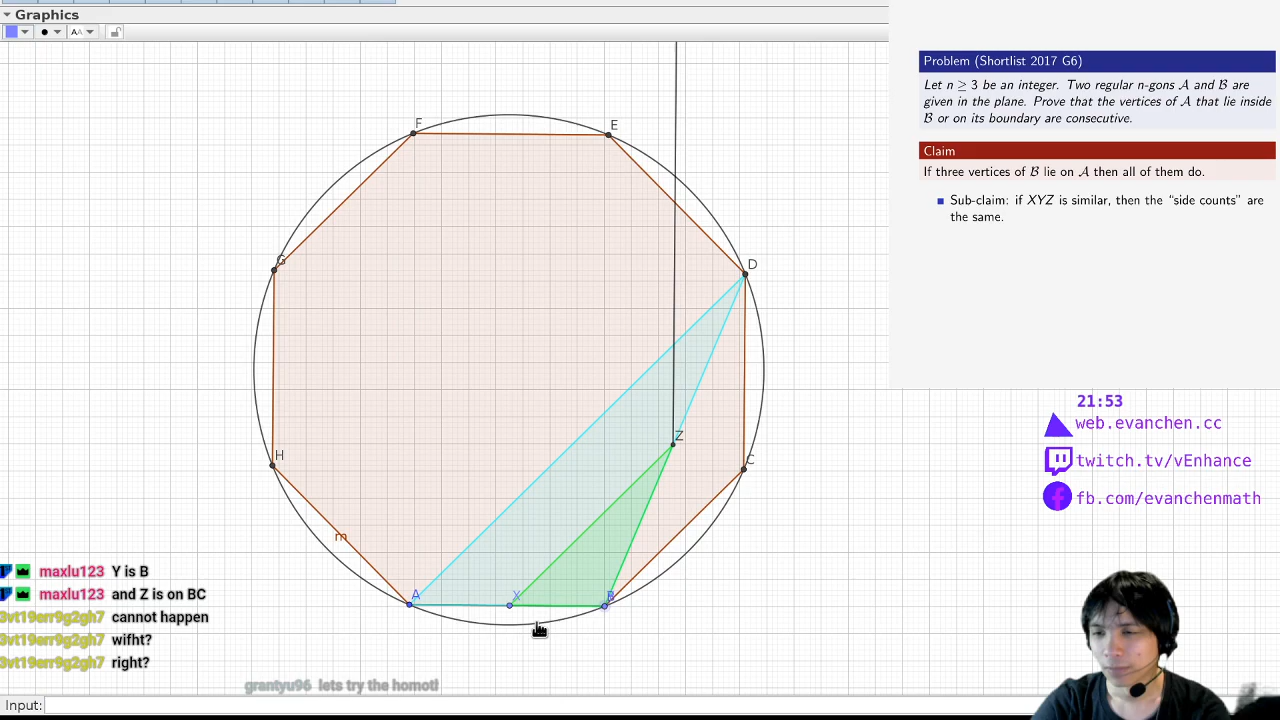 Graphics
AA
Problem (Shortlist 2017 G6)
Let n ≥ 3 be an integer. Two regular n-gons 𝒜 and ℬ are
given in the plane. Prove that the vertices of 𝒜 that lie inside
ℬ or on its boundary are consecutive.
Claim
If three vertices of ℬ lie on 𝒜 then all of them do.
Sub-claim: if XYZ is similar, then the “side counts” are
the same.
F
E
G
D
Z
C
H
m
A
X
B
21:53
web.evanchen.cc
twitch.tv/vEnhance
fb.com/evanchenmath
maxlu123 Y is B
maxlu123 and Z is on BC
3vt19err9g2gh7 cannot happen
3vt19err9g2gh7 wifht?
3vt19err9g2gh7 right?
grantyu96 lets try the homot!
Input: